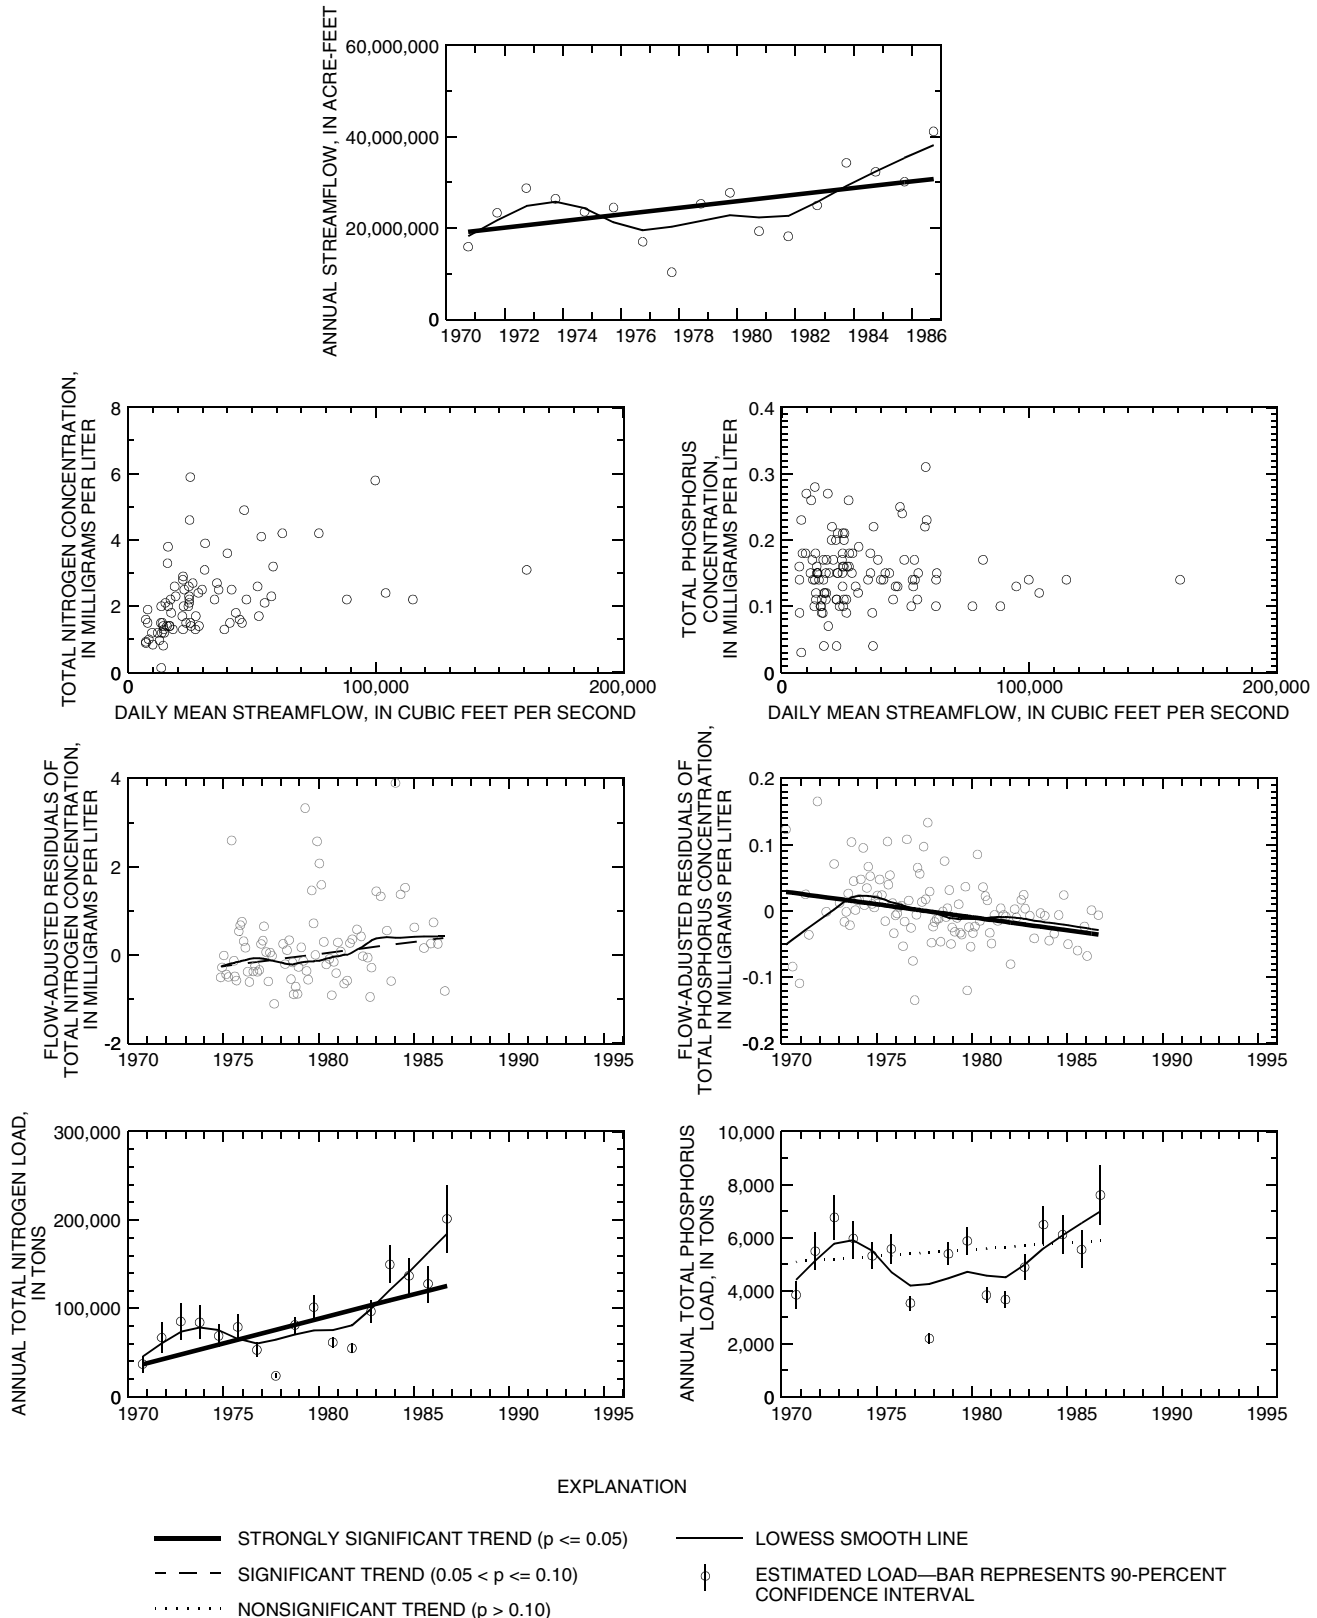 ANNUAL STREAMFLOW, IN ACRE-FEET
60,000,000
40,000,000
20,000,000
0
1970 1972 1974 1976 1978 1980 1982 1984 1986
TOTAL NITROGEN CONCENTRATION,
IN MILLIGRAMS PER LITER
8
6
4
2
0
0 100,000 200,000
DAILY MEAN STREAMFLOW, IN CUBIC FEET PER SECOND
TOTAL PHOSPHORUS
CONCENTRATION,
IN MILLIGRAMS PER LITER
0.4
0.3
0.2
0.1
0
0 100,000 200,000
DAILY MEAN STREAMFLOW, IN CUBIC FEET PER SECOND
FLOW-ADJUSTED RESIDUALS OF
TOTAL NITROGEN CONCENTRATION,
IN MILLIGRAMS PER LITER
4
2
0
-2
1970 1975 1980 1985 1990 1995
FLOW-ADJUSTED RESIDUALS OF
TOTAL PHOSPHORUS CONCENTRATION,
IN MILLIGRAMS PER LITER
0.2
0.1
0
-0.1
-0.2
1970 1975 1980 1985 1990 1995
ANNUAL TOTAL NITROGEN LOAD,
IN TONS
300,000
200,000
100,000
0
1970 1975 1980 1985 1990 1995
ANNUAL TOTAL PHOSPHORUS
LOAD, IN TONS
10,000
8,000
6,000
4,000
2,000
0
1970 1975 1980 1985 1990 1995
EXPLANATION
STRONGLY SIGNIFICANT TREND (p <= 0.05)
SIGNIFICANT TREND (0.05 < p <= 0.10)
NONSIGNIFICANT TREND (p > 0.10)
LOWESS SMOOTH LINE
ESTIMATED LOAD—BAR REPRESENTS 90-PERCENT
CONFIDENCE INTERVAL